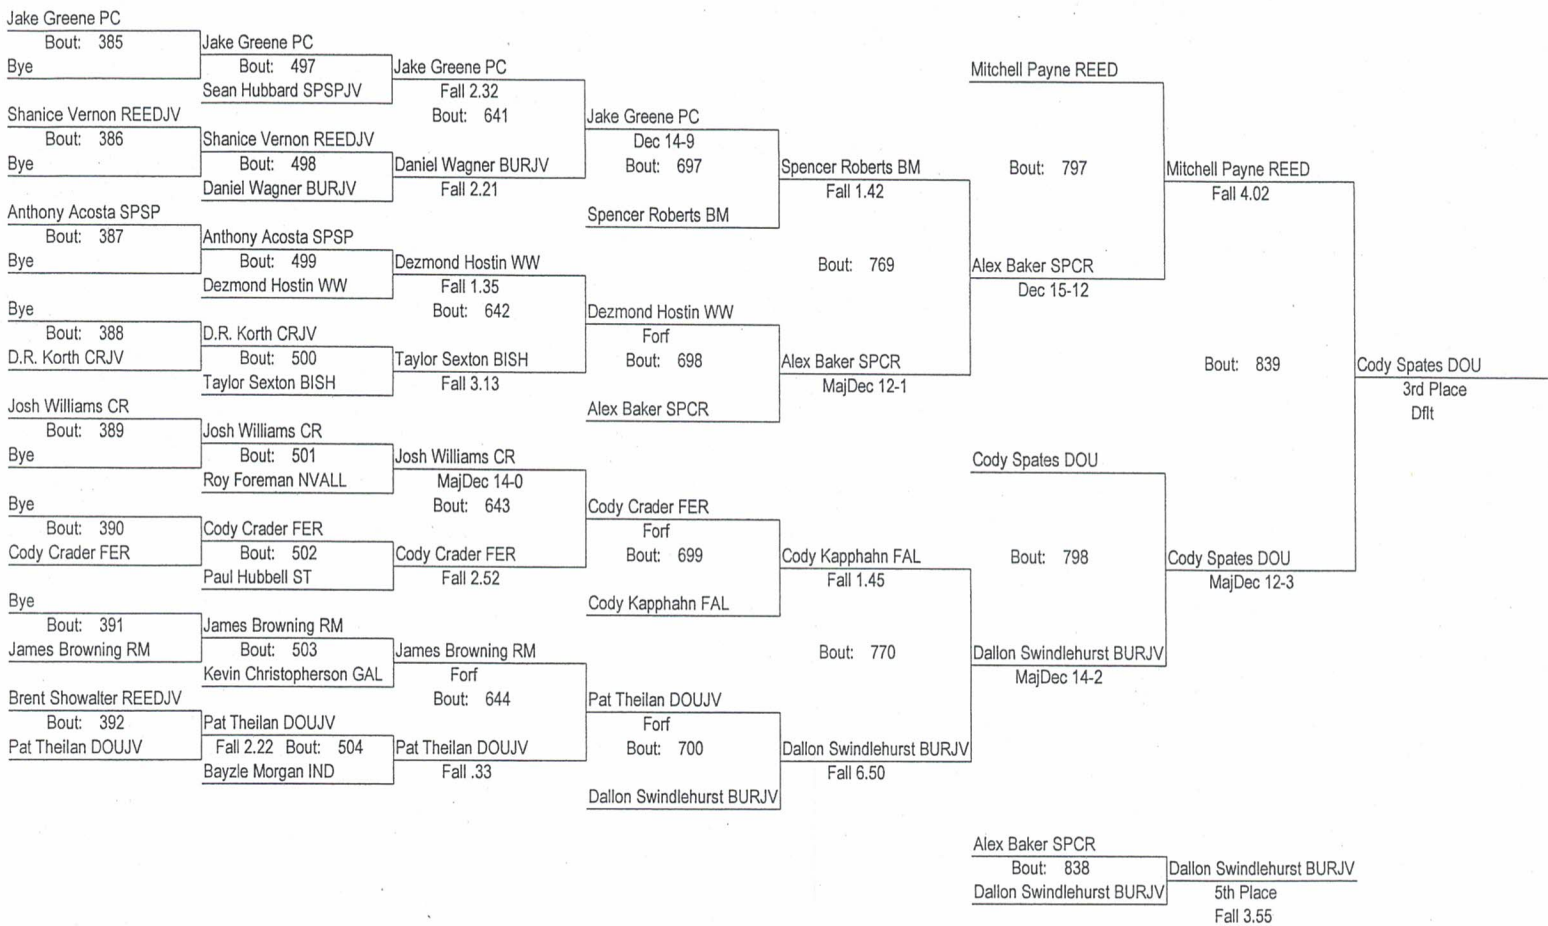 Jake Greene PC
Bout: 385
Bye
Shanice Vernon REEDJV
Bout: 386
Bye
Anthony Acosta SPSP
Bout: 387
Bye
Bye
Bout: 388
D.R. Korth CRJV
Josh Williams CR
Bout: 389
Bye
Bye
Bout: 390
Cody Crader FER
Bye
Bout: 391
James Browning RM
Brent Showalter REEDJV
Bout: 392
Pat Theilan DOUJV
Jake Greene PC
Bout: 497
Sean Hubbard SPSPJV
Shanice Vernon REEDJV
Bout: 498
Daniel Wagner BURJV
Anthony Acosta SPSP
Bout: 499
Dezmond Hostin WW
D.R. Korth CRJV
Bout: 500
Taylor Sexton BISH
Josh Williams CR
Bout: 501
Roy Foreman NVALL
Cody Crader FER
Bout: 502
Paul Hubbell ST
James Browning RM
Bout: 503
Kevin Christopherson GAL
Pat Theilan DOUJV
Fall 2.22 Bout: 504
Bayzle Morgan IND
Jake Greene PC
Fall 2.32
Bout: 641
Daniel Wagner BURJV
Fall 2.21
Dezmond Hostin WW
Fall 1.35
Bout: 642
Taylor Sexton BISH
Fall 3.13
Josh Williams CR
MajDec 14-0
Bout: 643
Cody Crader FER
Fall 2.52
James Browning RM
Forf
Bout: 644
Pat Theilan DOUJV
Fall .33
Jake Greene PC
Dec 14-9
Bout: 697
Spencer Roberts BM
Dezmond Hostin WW
Forf
Bout: 698
Alex Baker SPCR
Cody Crader FER
Forf
Bout: 699
Cody Kapphahn FAL
Pat Theilan DOUJV
Forf
Bout: 700
Dallon Swindlehurst BURJV
Spencer Roberts BM
Fall 1.42
Bout: 769
Alex Baker SPCR
MajDec 12-1
Cody Kapphahn FAL
Fall 1.45
Bout: 770
Dallon Swindlehurst BURJV
Fall 6.50
Mitchell Payne REED
Bout: 797
Alex Baker SPCR
Dec 15-12
Cody Spates DOU
Bout: 798
Dallon Swindlehurst BURJV
MajDec 14-2
Mitchell Payne REED
Fall 4.02
Bout: 839
Cody Spates DOU
MajDec 12-3
Cody Spates DOU
3rd Place
Dflt
Alex Baker SPCR
Bout: 838
Dallon Swindlehurst BURJV
Dallon Swindlehurst BURJV
5th Place
Fall 3.55